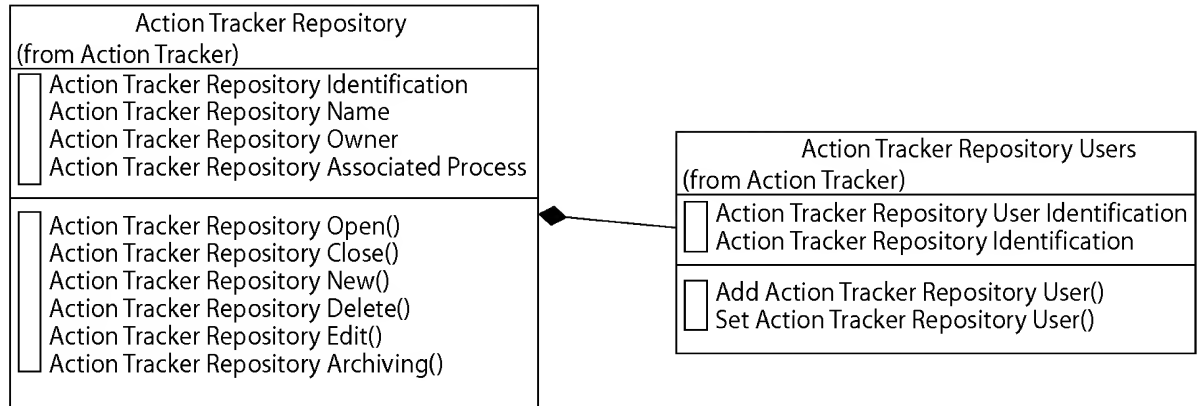 Action Tracker Repository
(from Action Tracker)
Action Tracker Repository Identification
Action Tracker Repository Name
Action Tracker Repository Owner
Action Tracker Repository Associated Process
Action Tracker Repository Open()
Action Tracker Repository Close()
Action Tracker Repository New()
Action Tracker Repository Delete()
Action Tracker Repository Edit()
Action Tracker Repository Archiving()
Action Tracker Repository Users
(from Action Tracker)
Action Tracker Repository User Identification
Action Tracker Repository Identification
Add Action Tracker Repository User()
Set Action Tracker Repository User()